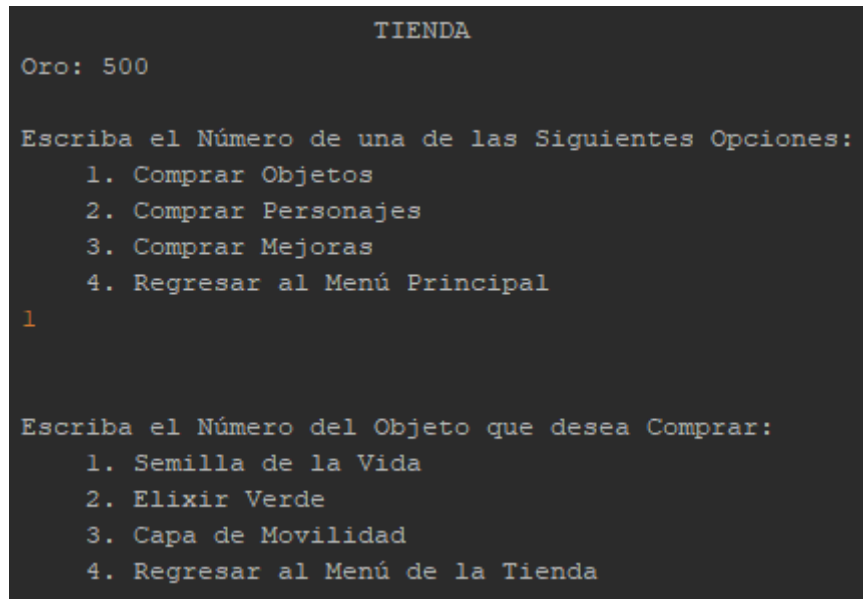 TIENDA
Oro: 500
Escriba el Número de una de las Siguientes Opciones:
1. Comprar Objetos
2. Comprar Personajes
3. Comprar Mejoras
4. Regresar al Menú Principal
1
Escriba el Número del Objeto que desea Comprar:
1. Semilla de la Vida
2. Elixir Verde
3. Capa de Movilidad
4. Regresar al Menú de la Tienda